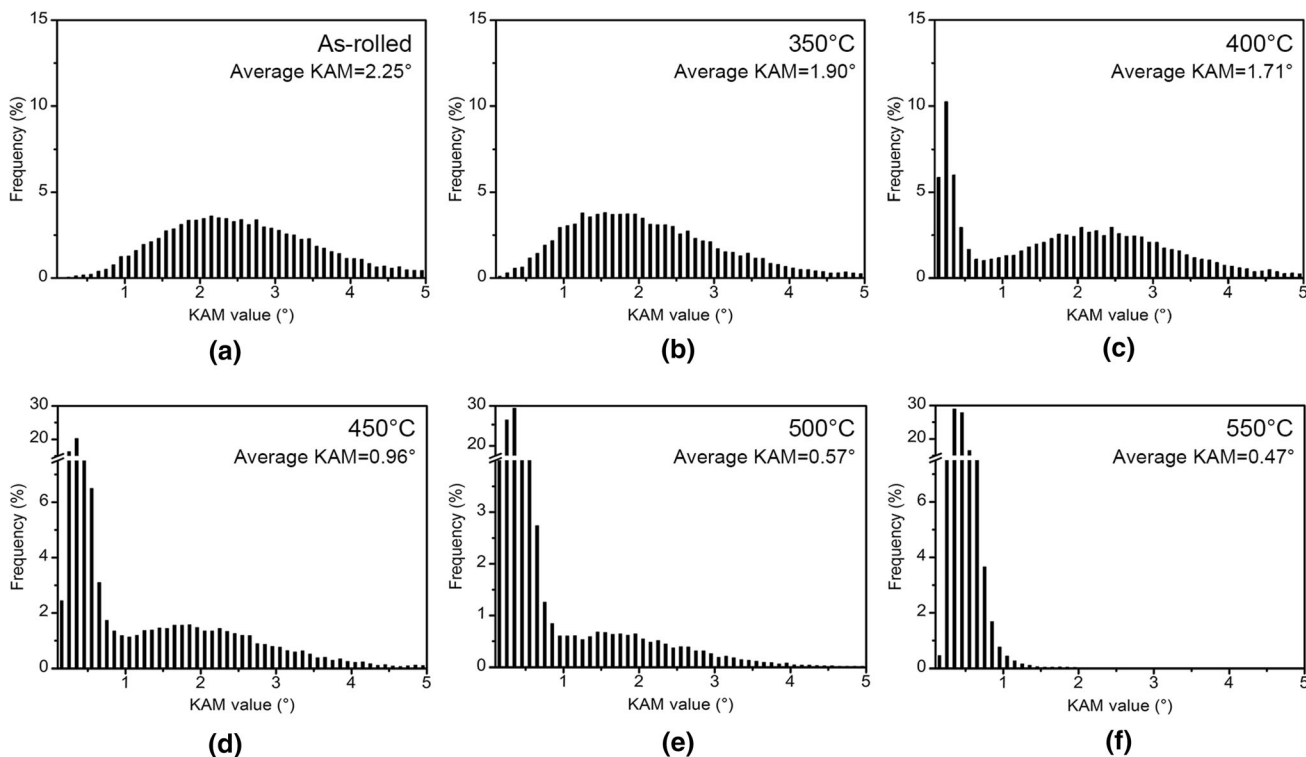 15
10
5
0
Frequency (%)
As-rolled
Average KAM=2.25°
1 2 3 4 5
KAM value (°)
(a)
15
10
5
0
Frequency (%)
350°C
Average KAM=1.90°
1 2 3 4 5
KAM value (°)
(b)
15
10
5
0
Frequency (%)
400°C
Average KAM=1.71°
1 2 3 4 5
KAM value (°)
(c)
30
20
6
4
2
0
Frequency (%)
450°C
Average KAM=0.96°
1 2 3 4 5
KAM value (°)
(d)
30
20
3
2
1
0
Frequency (%)
500°C
Average KAM=0.57°
1 2 3 4 5
KAM value (°)
(e)
30
20
6
4
2
0
Frequency (%)
550°C
Average KAM=0.47°
1 2 3 4 5
KAM value (°)
(f)